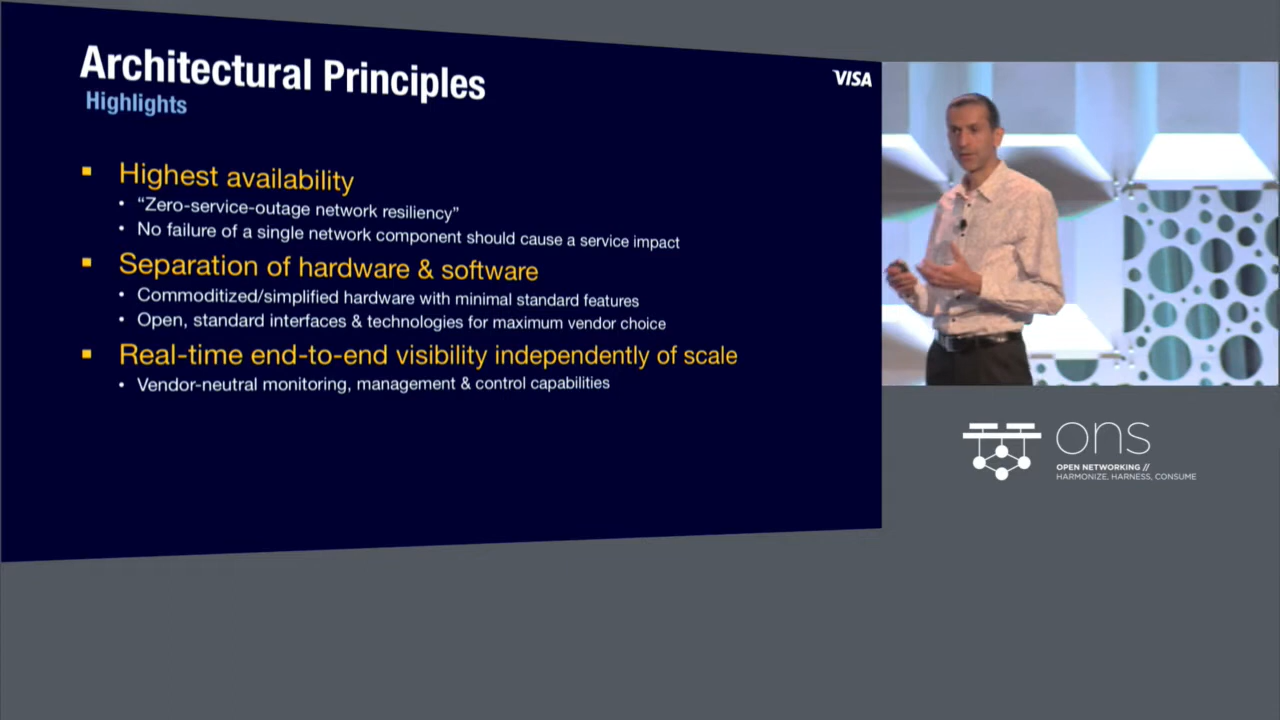 Architectural Principles
Highlights
VISA
▪ Highest availability
• “Zero-service-outage network resiliency”
• No failure of a single network component should cause a service impact
▪ Separation of hardware & software
• Commoditized/simplified hardware with minimal standard features
• Open, standard interfaces & technologies for maximum vendor choice
▪ Real-time end-to-end visibility independently of scale
• Vendor-neutral monitoring, management & control capabilities
ons
OPEN NETWORKING //
HARMONIZE, HARNESS, CONSUME